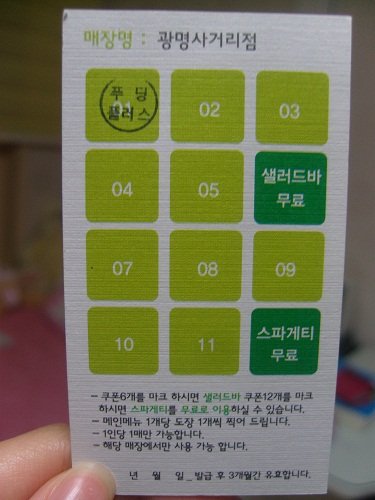 매장명 : 광명사거리점
푸딩
01
플러스
02
03
04
05
샐러드바
무료
07
08
09
10
11
스파게티
무료
- 쿠폰6개를 마크 하시면 샐러드바 쿠폰12개를 마크
하시면 스파게티를 무료로 이용하실 수 있습니다.
- 메인메뉴 1개당 도장 1개씩 찍어 드립니다.
- 1인당 1매만 가능합니다.
- 해당 매장에서만 사용 가능 합니다.
년 월 일_발급 후 3개월간 유효합니다.